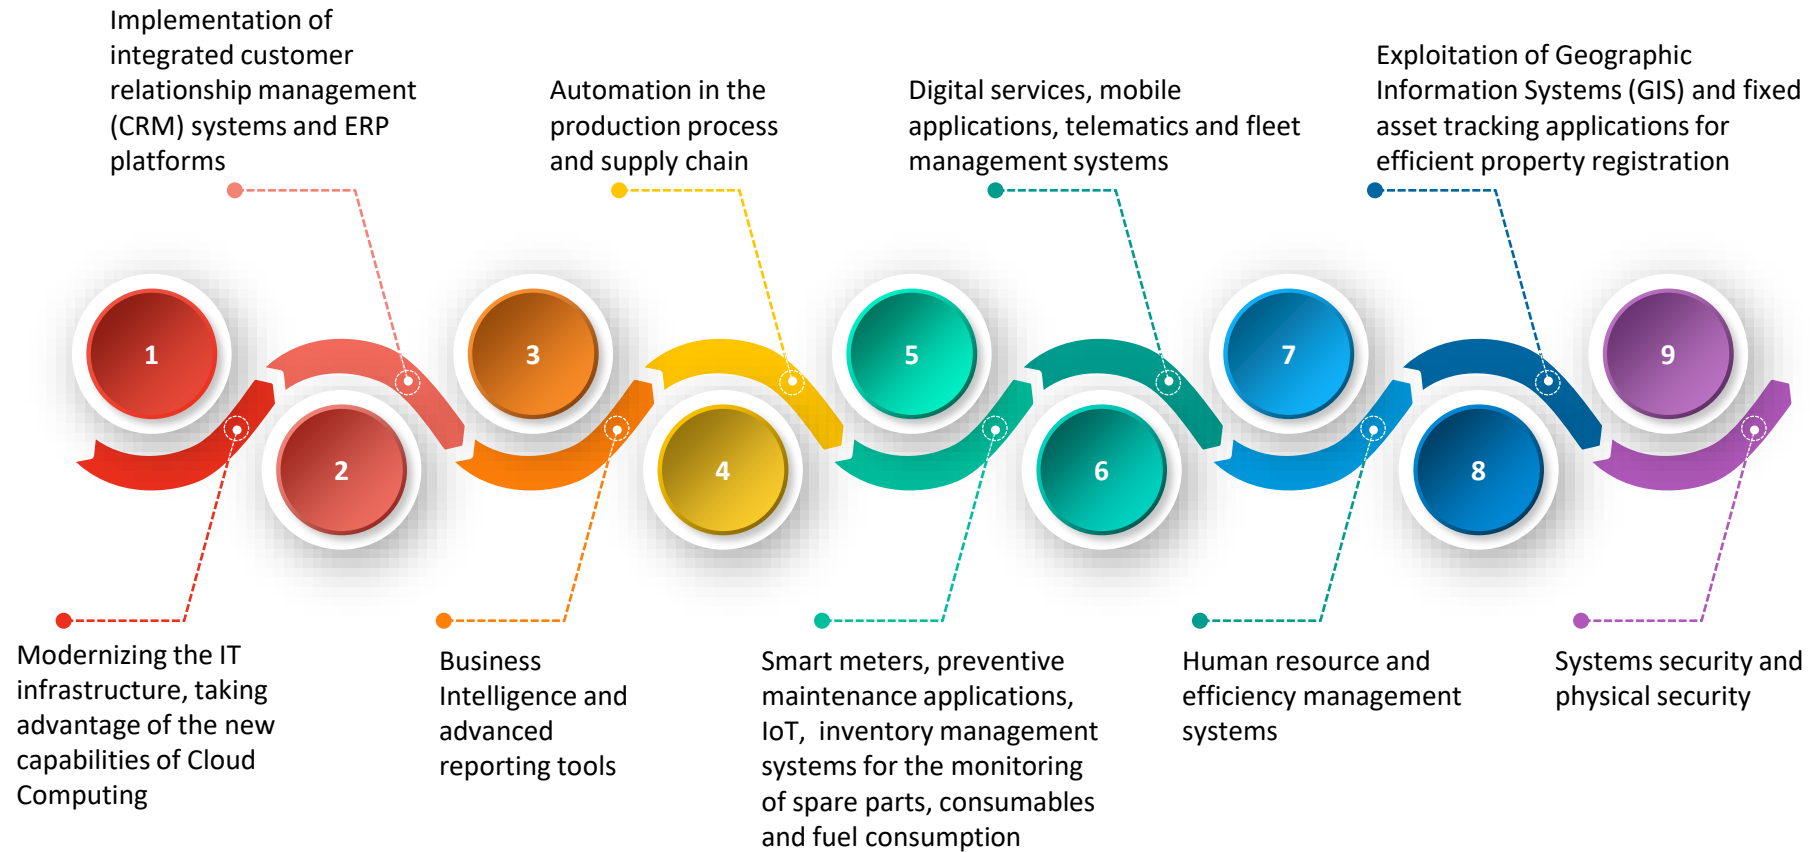 Implementation of
integrated customer
relationship management
(CRM) systems and ERP
platforms
Automation in the
production process
and supply chain
Digital services, mobile
applications, telematics and fleet
management systems
Exploitation of Geographic
Information Systems (GIS) and fixed
asset tracking applications for
efficient property registration
1
2
3
4
5
6
7
8
9
Modernizing the IT
infrastructure, taking
advantage of the new
capabilities of Cloud
Computing
Business
Intelligence and
advanced
reporting tools
Smart meters, preventive
maintenance applications,
IoT,  inventory management
systems for the monitoring
of spare parts, consumables
and fuel consumption
Human resource and
efficiency management
systems
Systems security and
physical security